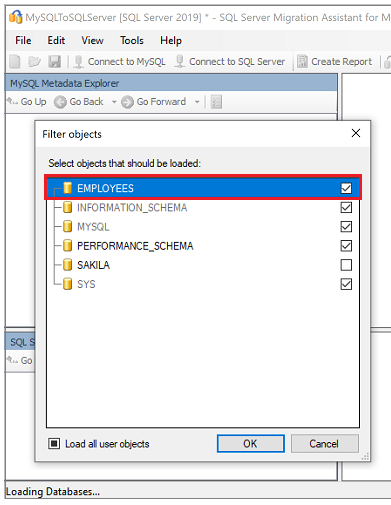 MySQLToSQLServer [SQL Server 2019] * - SQL Server Migration Assistant for M
File Edit View Tools Help
Connect to MySQL Connect to SQL Server Create Report
MySQL Metadata Explorer
Go Up Go Back Go Forward
Filter objects
Select objects that should be loaded:
EMPLOYEES
INFORMATION_SCHEMA
MYSQL
PERFORMANCE_SCHEMA
SAKILA
SYS
SQL S
Go
Load all user objects OK Cancel
Loading Databases...